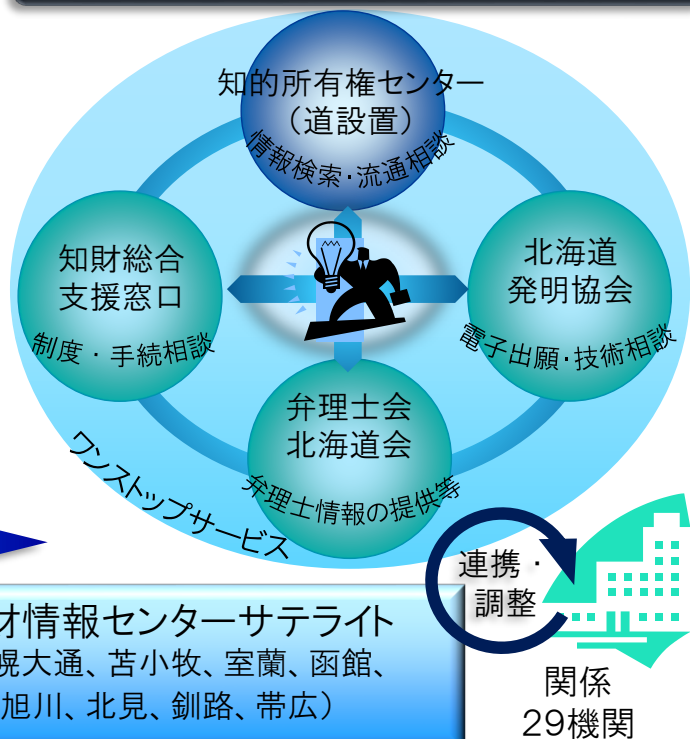 知的所有権センター
（道設置）
情報検索・流通相談
知財総合
支援窓口
制度・手続相談
北海道
発明協会
電子出願・技術相談
弁理士会
北海道会
弁理士情報の提供等
ワンストップサービス
連携・
調整
情報センターサテライト
大通、苫小牧、室蘭、函館、
旭川、北見、釧路、帯広）
関係
29機関